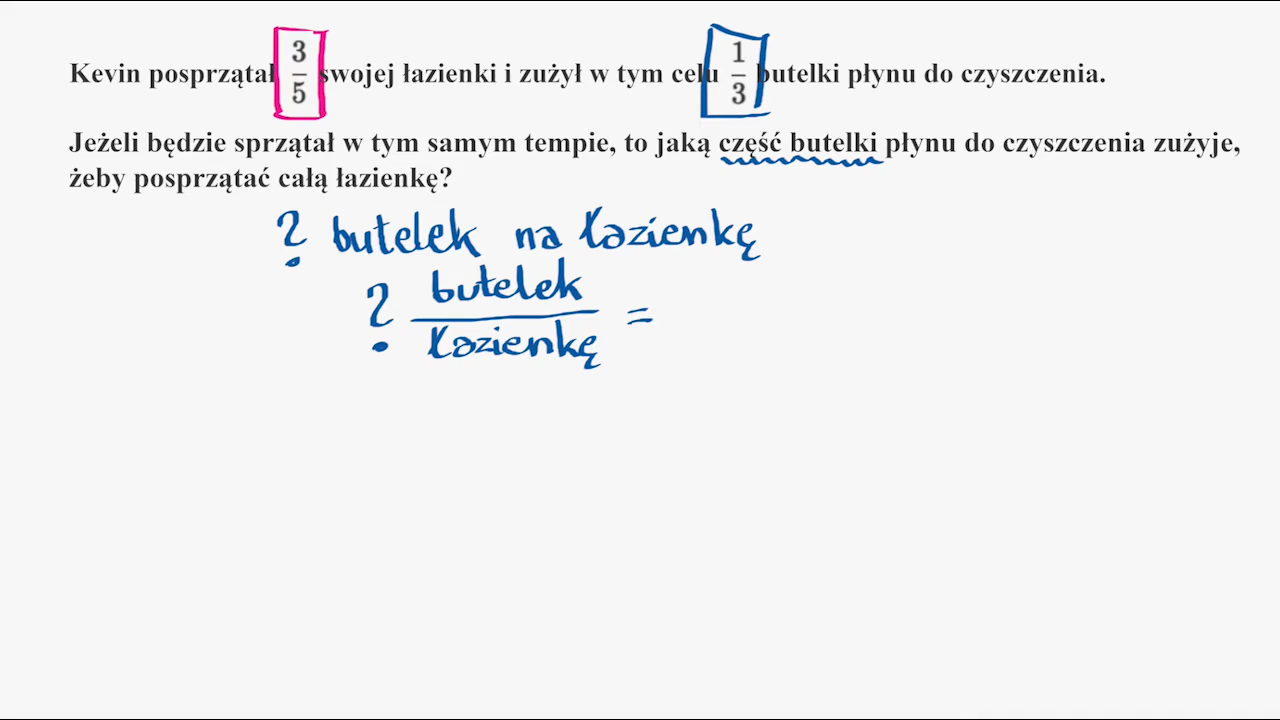 Kevin posprzątał 3/5 swojej łazienki i zużył w tym celu 1/3 butelki płynu do czyszczenia.
Jeżeli będzie sprzątał w tym samym tempie, to jaką część butelki płynu do czyszczenia zużyje,
żeby posprzątać całą łazienkę?
? butelek na łazienkę
? butelek
łazienkę =